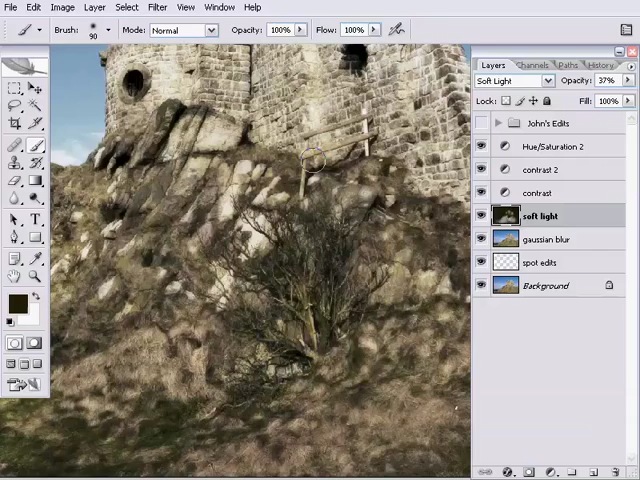 File Edit Image Layer Select Filter View Window Help
Brush: 90 Mode: Normal Opacity: 100% Flow: 100%
Layers Channels Paths History
Soft Light Opacity: 37%
Lock: Fill: 100%
John's Edits
Hue/Saturation 2
contrast 2
contrast
soft light
gaussian blur
spot edits
Background